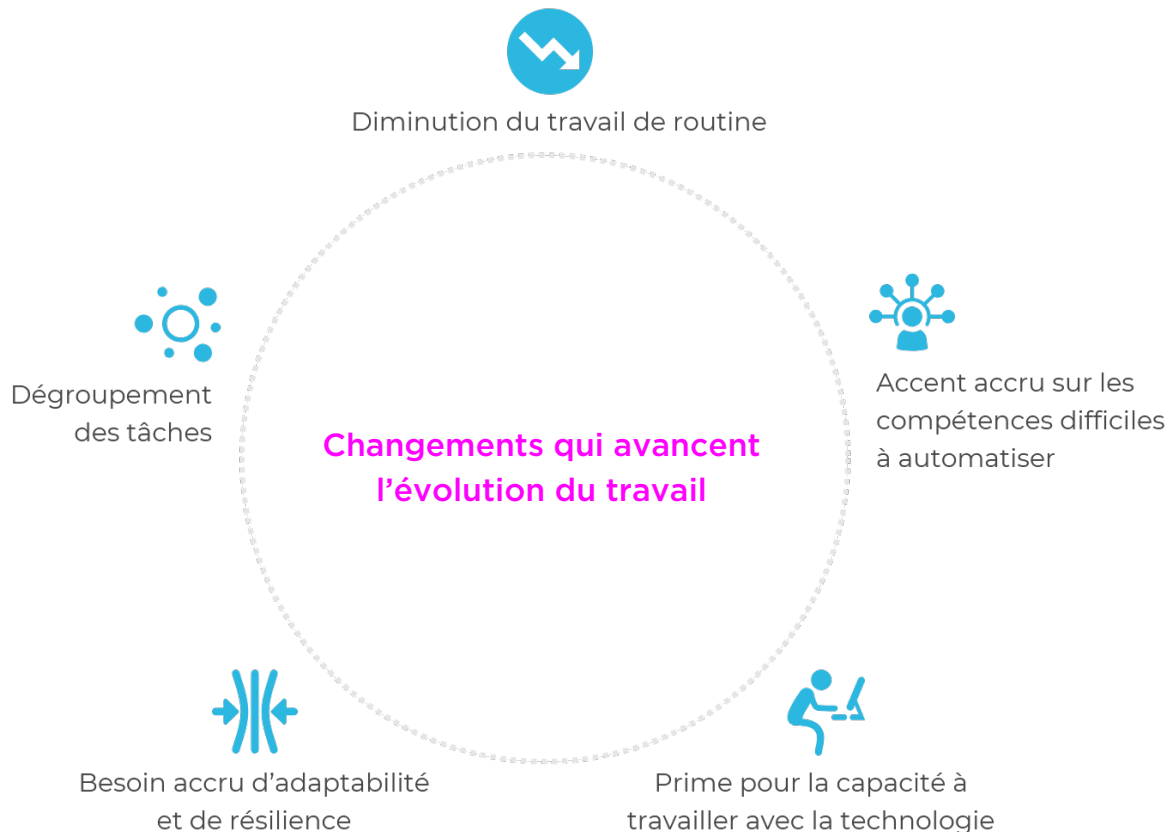 Diminution du travail de routine
Accent accru sur les
compétences difficiles
à automatiser
Dégroupement
des tâches
Changements qui avancent
l’évolution du travail
Besoin accru d’adaptabilité
et de résilience
Prime pour la capacité à
travailler avec la technologie